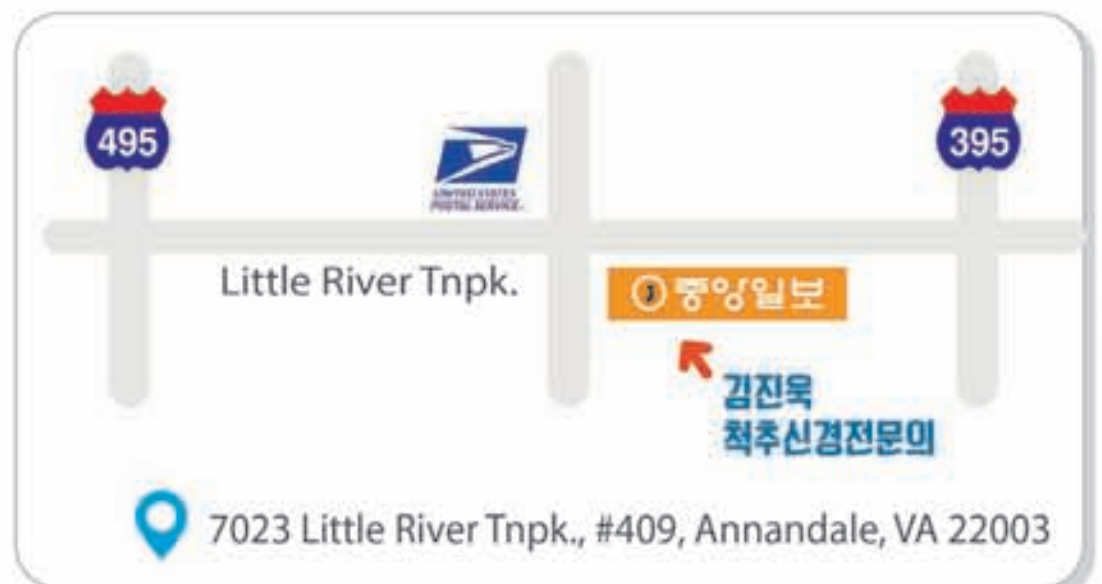 495
395
UNITED STATES
POSTAL SERVICE.
Little River Tnpk.
중앙일보
김진욱
척추신경전문의
7023 Little River Tnpk., #409, Annandale, VA 22003